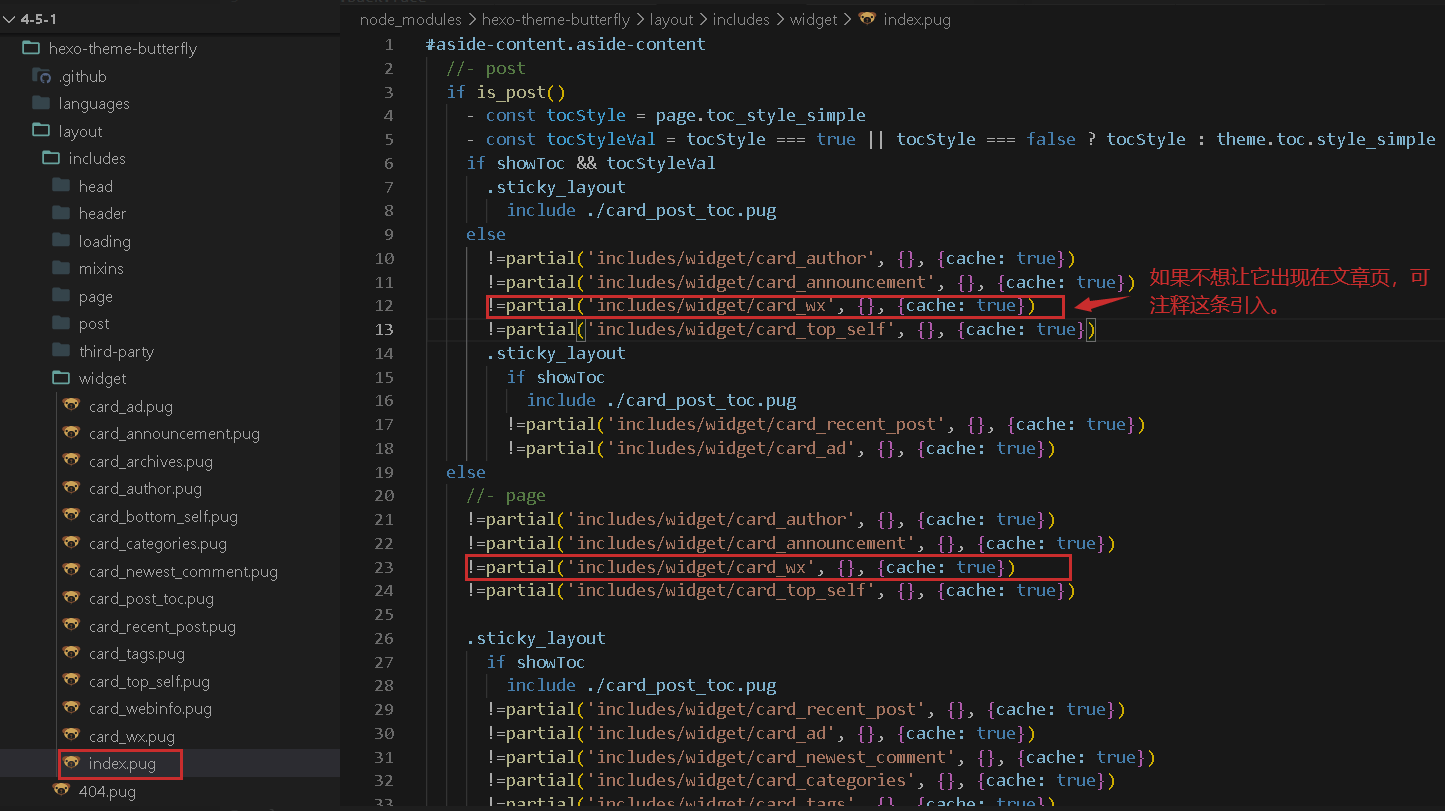 4-5-1
hexo-theme-butterfly
.github
languages
layout
includes
head
header
loading
mixins
page
post
third-party
widget
card_ad.pug
card_announcement.pug
card_archives.pug
card_author.pug
card_bottom_self.pug
card_categories.pug
card_newest_comment.pug
card_post_toc.pug
card_recent_post.pug
card_tags.pug
card_top_self.pug
card_webinfo.pug
card_wx.pug
index.pug
404.pug
node_modules > hexo-theme-butterfly > layout > includes > widget > index.pug
1 #aside-content.aside-content
2 //- post
3 if is_post()
4 - const tocStyle = page.toc_style_simple
5 - const tocStyleVal = tocStyle === true || tocStyle === false ? tocStyle : theme.toc.style_simple
6 if showToc && tocStyleVal
7 .sticky_layout
8 include ./card_post_toc.pug
9 else
10 !=partial('includes/widget/card_author', {}, {cache: true})
11 !=partial('includes/widget/card_announcement', {}, {cache: true})
12 !=partial('includes/widget/card_wx', {}, {cache: true})
如果不想让它出现在文章页，可
注释这条引入。
13 !=partial('includes/widget/card_top_self', {}, {cache: true})
14 .sticky_layout
15 if showToc
16 include ./card_post_toc.pug
17 !=partial('includes/widget/card_recent_post', {}, {cache: true})
18 !=partial('includes/widget/card_ad', {}, {cache: true})
19 else
20 //- page
21 !=partial('includes/widget/card_author', {}, {cache: true})
22 !=partial('includes/widget/card_announcement', {}, {cache: true})
23 !=partial('includes/widget/card_wx', {}, {cache: true})
24 !=partial('includes/widget/card_top_self', {}, {cache: true})
25
26 .sticky_layout
27 if showToc
28 include ./card_post_toc.pug
29 !=partial('includes/widget/card_recent_post', {}, {cache: true})
30 !=partial('includes/widget/card_ad', {}, {cache: true})
31 !=partial('includes/widget/card_newest_comment', {}, {cache: true})
32 !=partial('includes/widget/card_categories', {}, {cache: true})
33 !=partial('includes/widget/card_tags', {}, {cache: true})